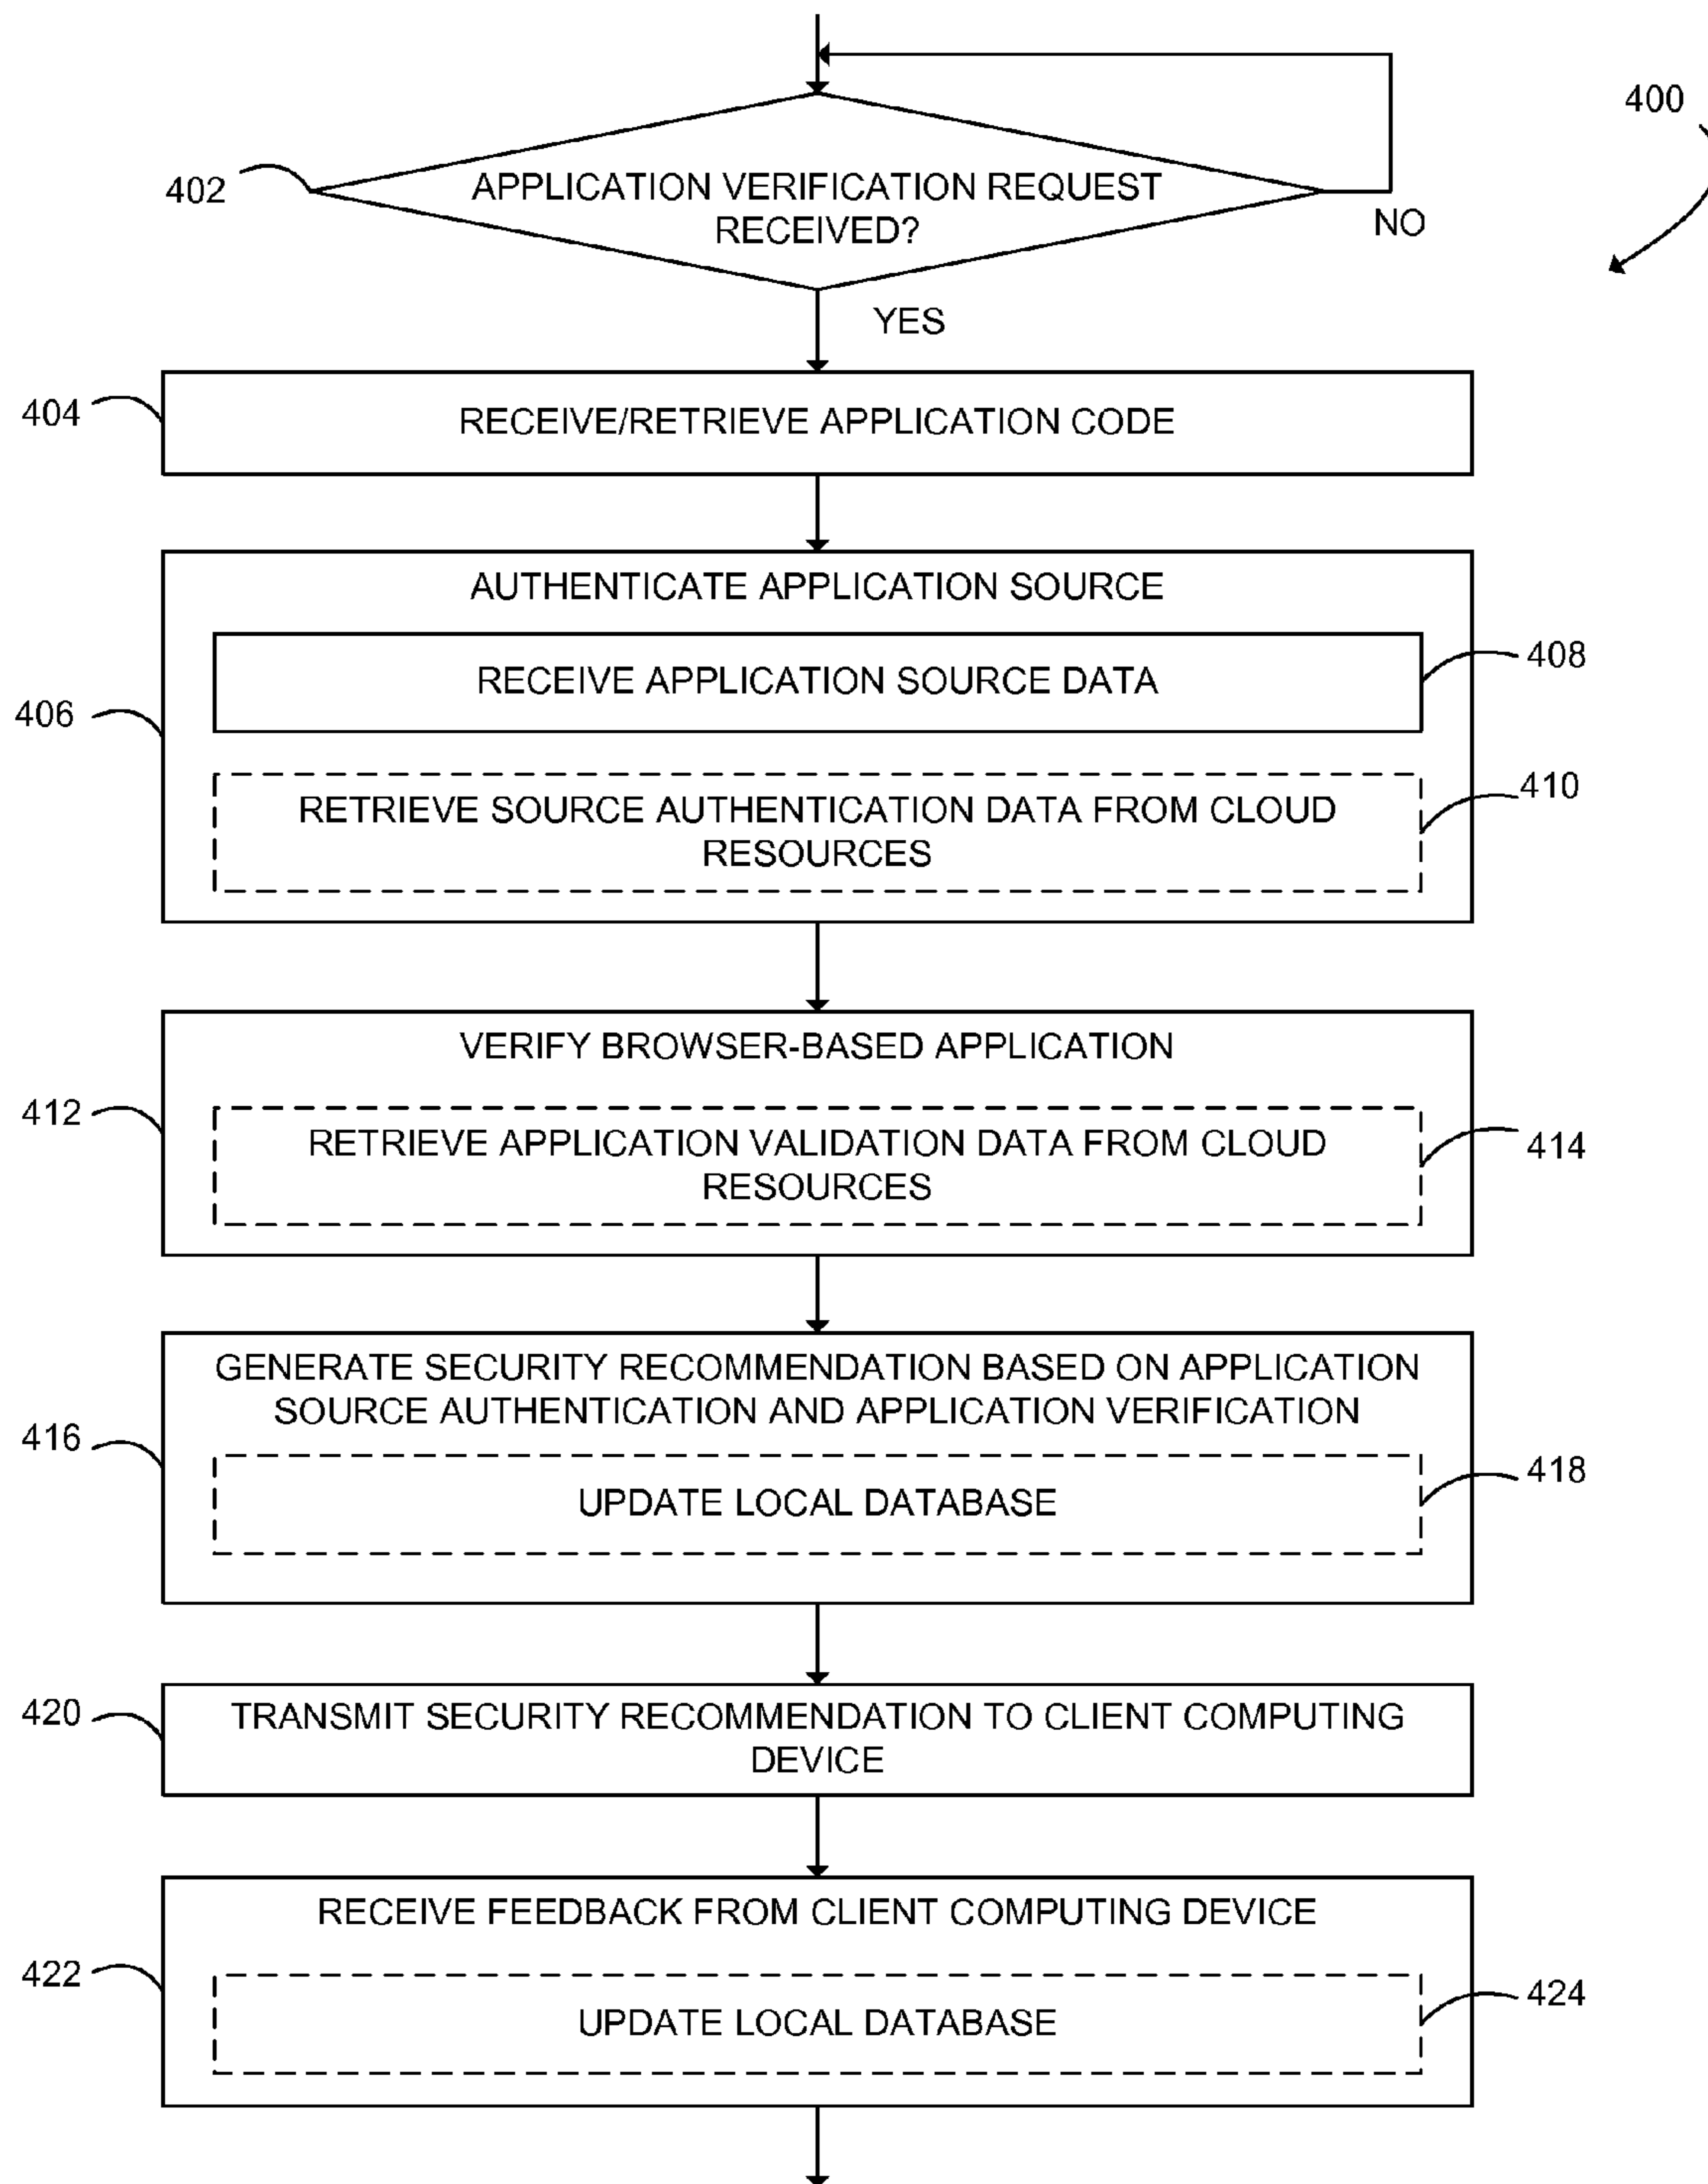 400
402
APPLICATION VERIFICATION REQUEST
RECEIVED?
NO
YES
404
RECEIVE/RETRIEVE APPLICATION CODE
AUTHENTICATE APPLICATION SOURCE
408
RECEIVE APPLICATION SOURCE DATA
406
410
RETRIEVE SOURCE AUTHENTICATION DATA FROM CLOUD
RESOURCES
VERIFY BROWSER-BASED APPLICATION
412
RETRIEVE APPLICATION VALIDATION DATA FROM CLOUD
RESOURCES
414
GENERATE SECURITY RECOMMENDATION BASED ON APPLICATION
SOURCE AUTHENTICATION AND APPLICATION VERIFICATION
416
418
UPDATE LOCAL DATABASE
420
TRANSMIT SECURITY RECOMMENDATION TO CLIENT COMPUTING
DEVICE
RECEIVE FEEDBACK FROM CLIENT COMPUTING DEVICE
422
424
UPDATE LOCAL DATABASE